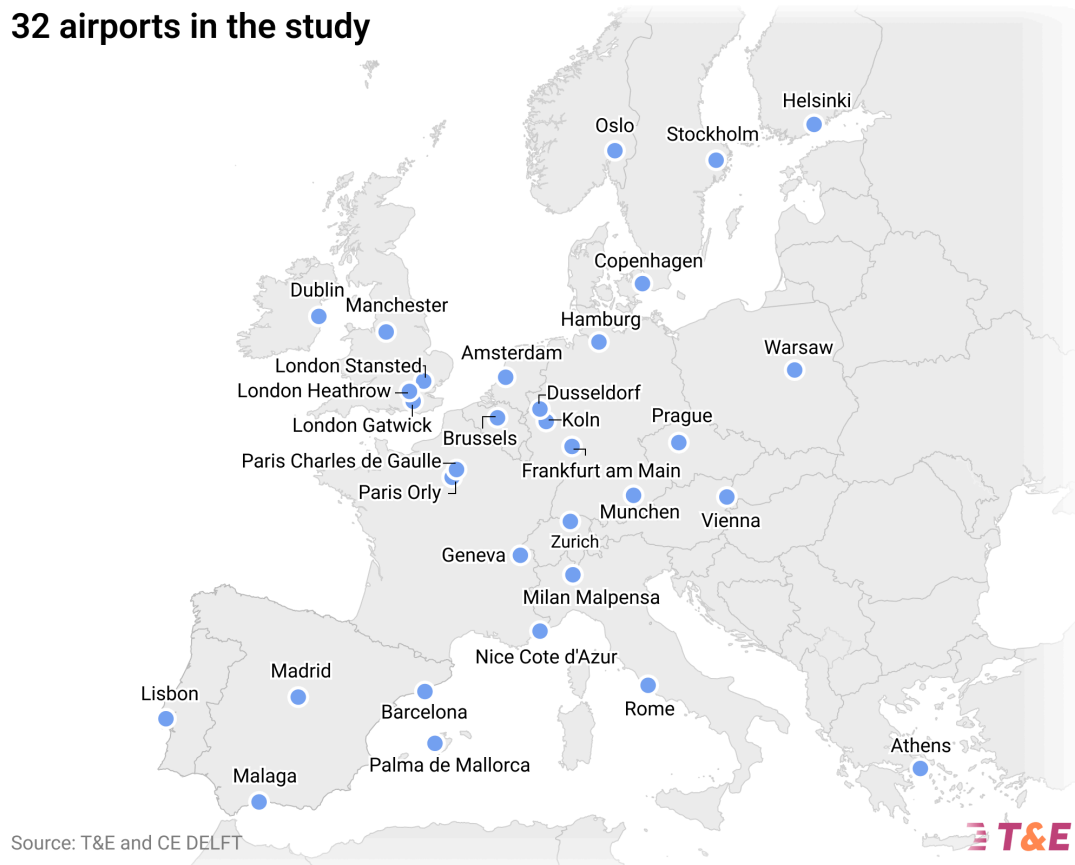 32 airports in the study
Helsinki
Oslo
Stockholm
Copenhagen
Dublin
Manchester
Hamburg
Warsaw
Amsterdam
London Stansted
London Heathrow
Dusseldorf
Koln
Prague
London Gatwick
Brussels
Paris Charles de Gaulle
Frankfurt am Main
Paris Orly
Munchen
Vienna
Zurich
Geneva
Milan Malpensa
Nice Cote d'Azur
Madrid
Lisbon
Barcelona
Rome
Athens
Palma de Mallorca
Malaga
Source: T&E and CE DELFT
T&E